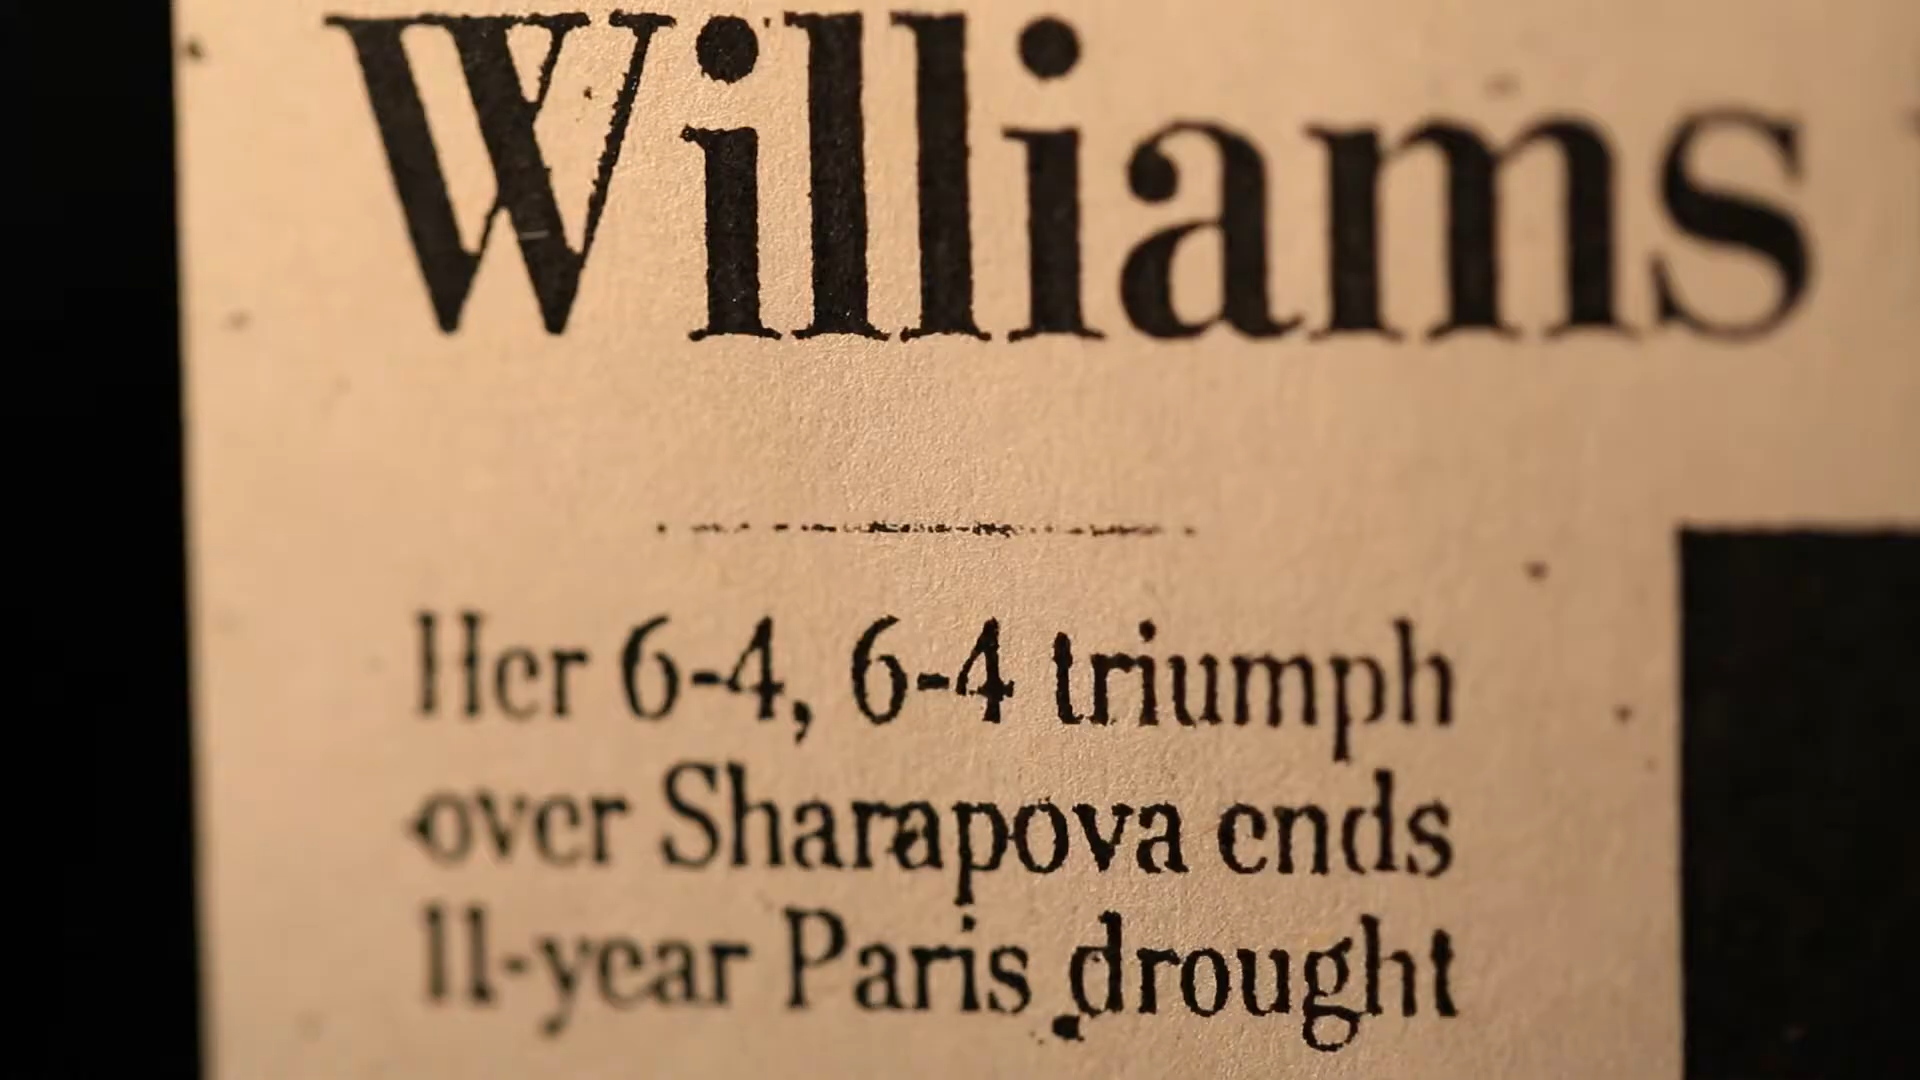 Williams
Her 6-4, 6-4 triumph
over Sharapova ends
11-year Paris drought